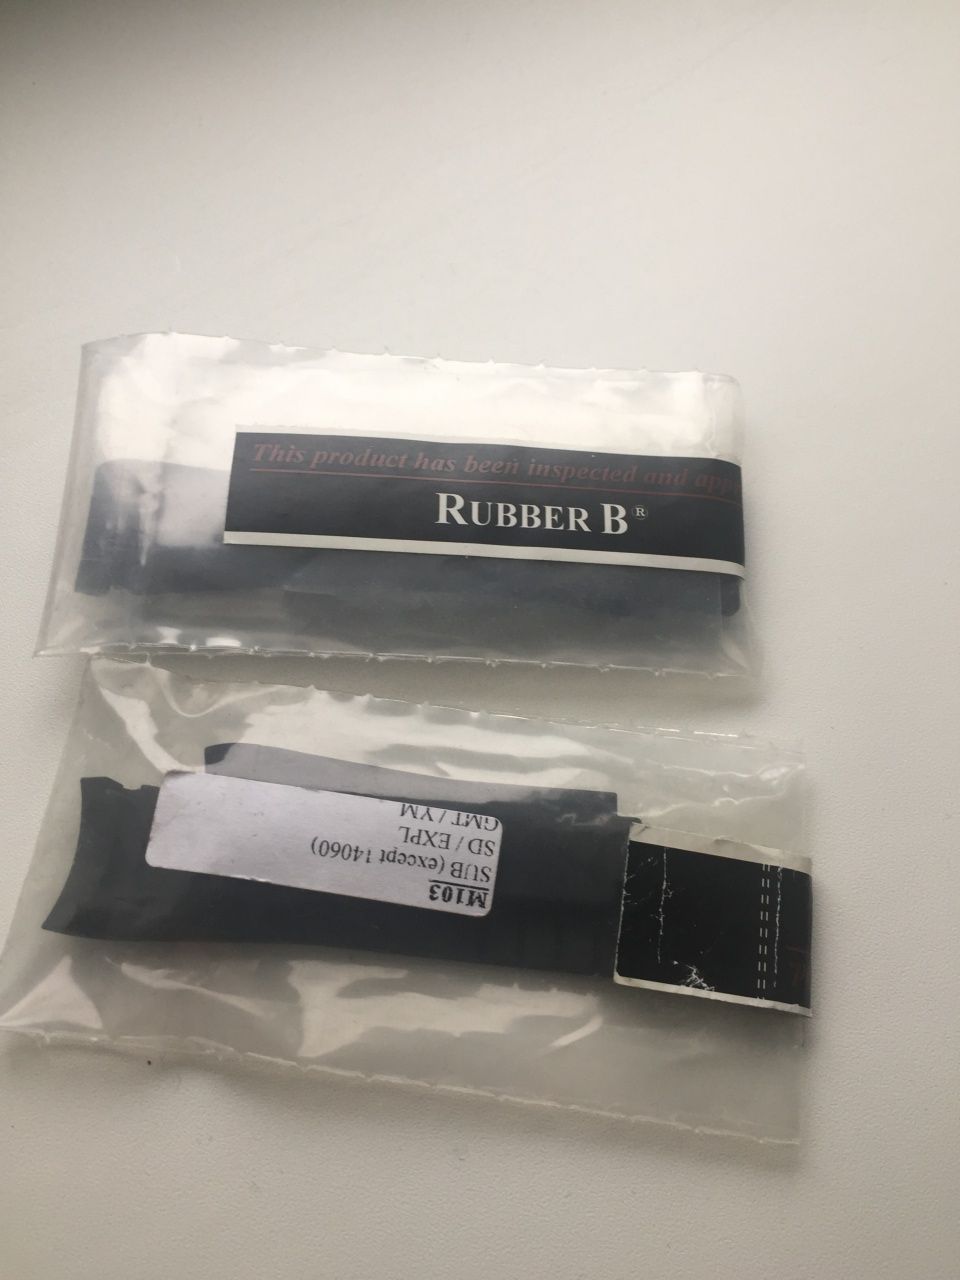 This product has been inspected and app
RUBBER B®
M103
SUB (except 14060)
SD / EXPL
GMT / YM